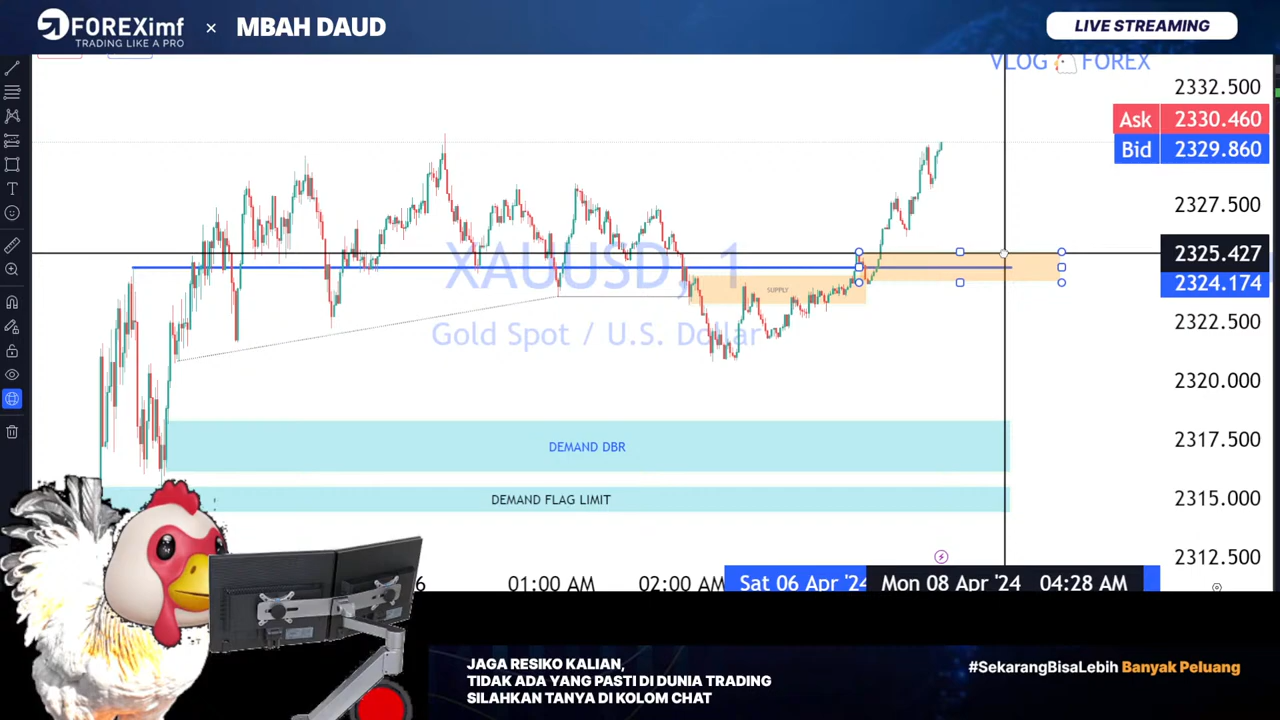 FOREXimf
TRADING LIKE A PRO
×
MBAH DAUD
LIVE STREAMING
VLOG FOREX
2332.500
Ask 2330.460
Bid 2329.860
2327.500
2325.427
2324.174
2322.500
2320.000
2317.500
2315.000
2312.500
XAUUSD, 1
Gold Spot / U.S. Dollar
SUPPLY
DEMAND DBR
DEMAND FLAG LIMIT
6 01:00 AM 02:00 AM Sat 06 Apr '24 Mon 08 Apr '24 04:28 AM
JAGA RESIKO KALIAN,
TIDAK ADA YANG PASTI DI DUNIA TRADING
SILAHKAN TANYA DI KOLOM CHAT
#SekarangBisaLebih Banyak Peluang